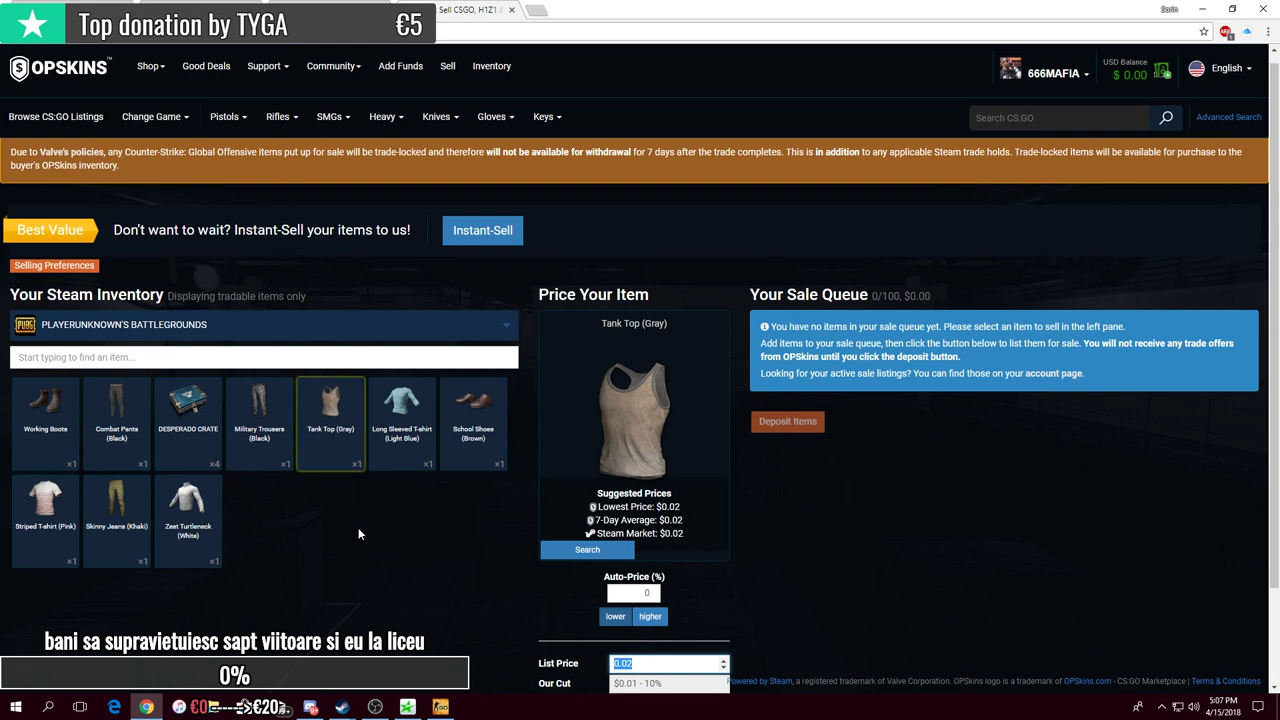 Top donation by TYGA €5
Sell CSGO, H1Z1 &
OPSKINS™
Shop
Good Deals
Support
Community
Add Funds
Sell
Inventory
666MAFIA
USD Balance
$ 0.00
English
Browse CS:GO Listings
Change Game
Pistols
Rifles
SMGs
Heavy
Knives
Gloves
Keys
Search CS:GO
Advanced Search
Due to Valve's policies, any Counter-Strike: Global Offensive items put up for sale will be trade-locked and therefore will not be available for withdrawal for 7 days after the trade completes. This is in addition to any applicable Steam trade holds. Trade-locked items will be available for purchase to the
buyer's OPSkins inventory.
Best Value
Don't want to wait? Instant-Sell your items to us!
Instant-Sell
Selling Preferences
Your Steam Inventory Displaying tradable items only
PLAYERUNKNOWN'S BATTLEGROUNDS
Start typing to find an item...
Working Boots
x1
Combat Pants
(Black)
x1
DESPERADO CRATE
x4
Military Trousers
(Black)
x1
Tank Top (Gray)
x1
Long Sleeved T-shirt
(Light Blue)
x1
School Shoes
(Brown)
x1
Striped T-shirt (Pink)
x1
Skinny Jeans (Khaki)
x1
Zest Turtleneck
(White)
x1
Price Your Item
Tank Top (Gray)
Suggested Prices
Lowest Price: $0.02
7-Day Average: $0.02
Steam Market: $0.02
Search
Auto-Price (%)
0
lower
higher
List Price
0.02
Our Cut
$0.01 - 10%
Your Sale Queue 0/100, $0.00
You have no items in your sale queue yet. Please select an item to sell in the left pane.
Add items to your sale queue, then click the button below to list them for sale. You will not receive any trade offers
from OPSkins until you click the deposit button.
Looking for your active sale listings? You can find those on your account page.
Deposit Items
bani sa supravietuiesc sapt viitoare si eu la liceu
0%
Powered by Steam, a registered trademark of Valve Corporation. OPSkins logo is a trademark of OPSkins.com - CS:GO Marketplace | Terms & Conditions
€20
5:07 PM
4/15/2018